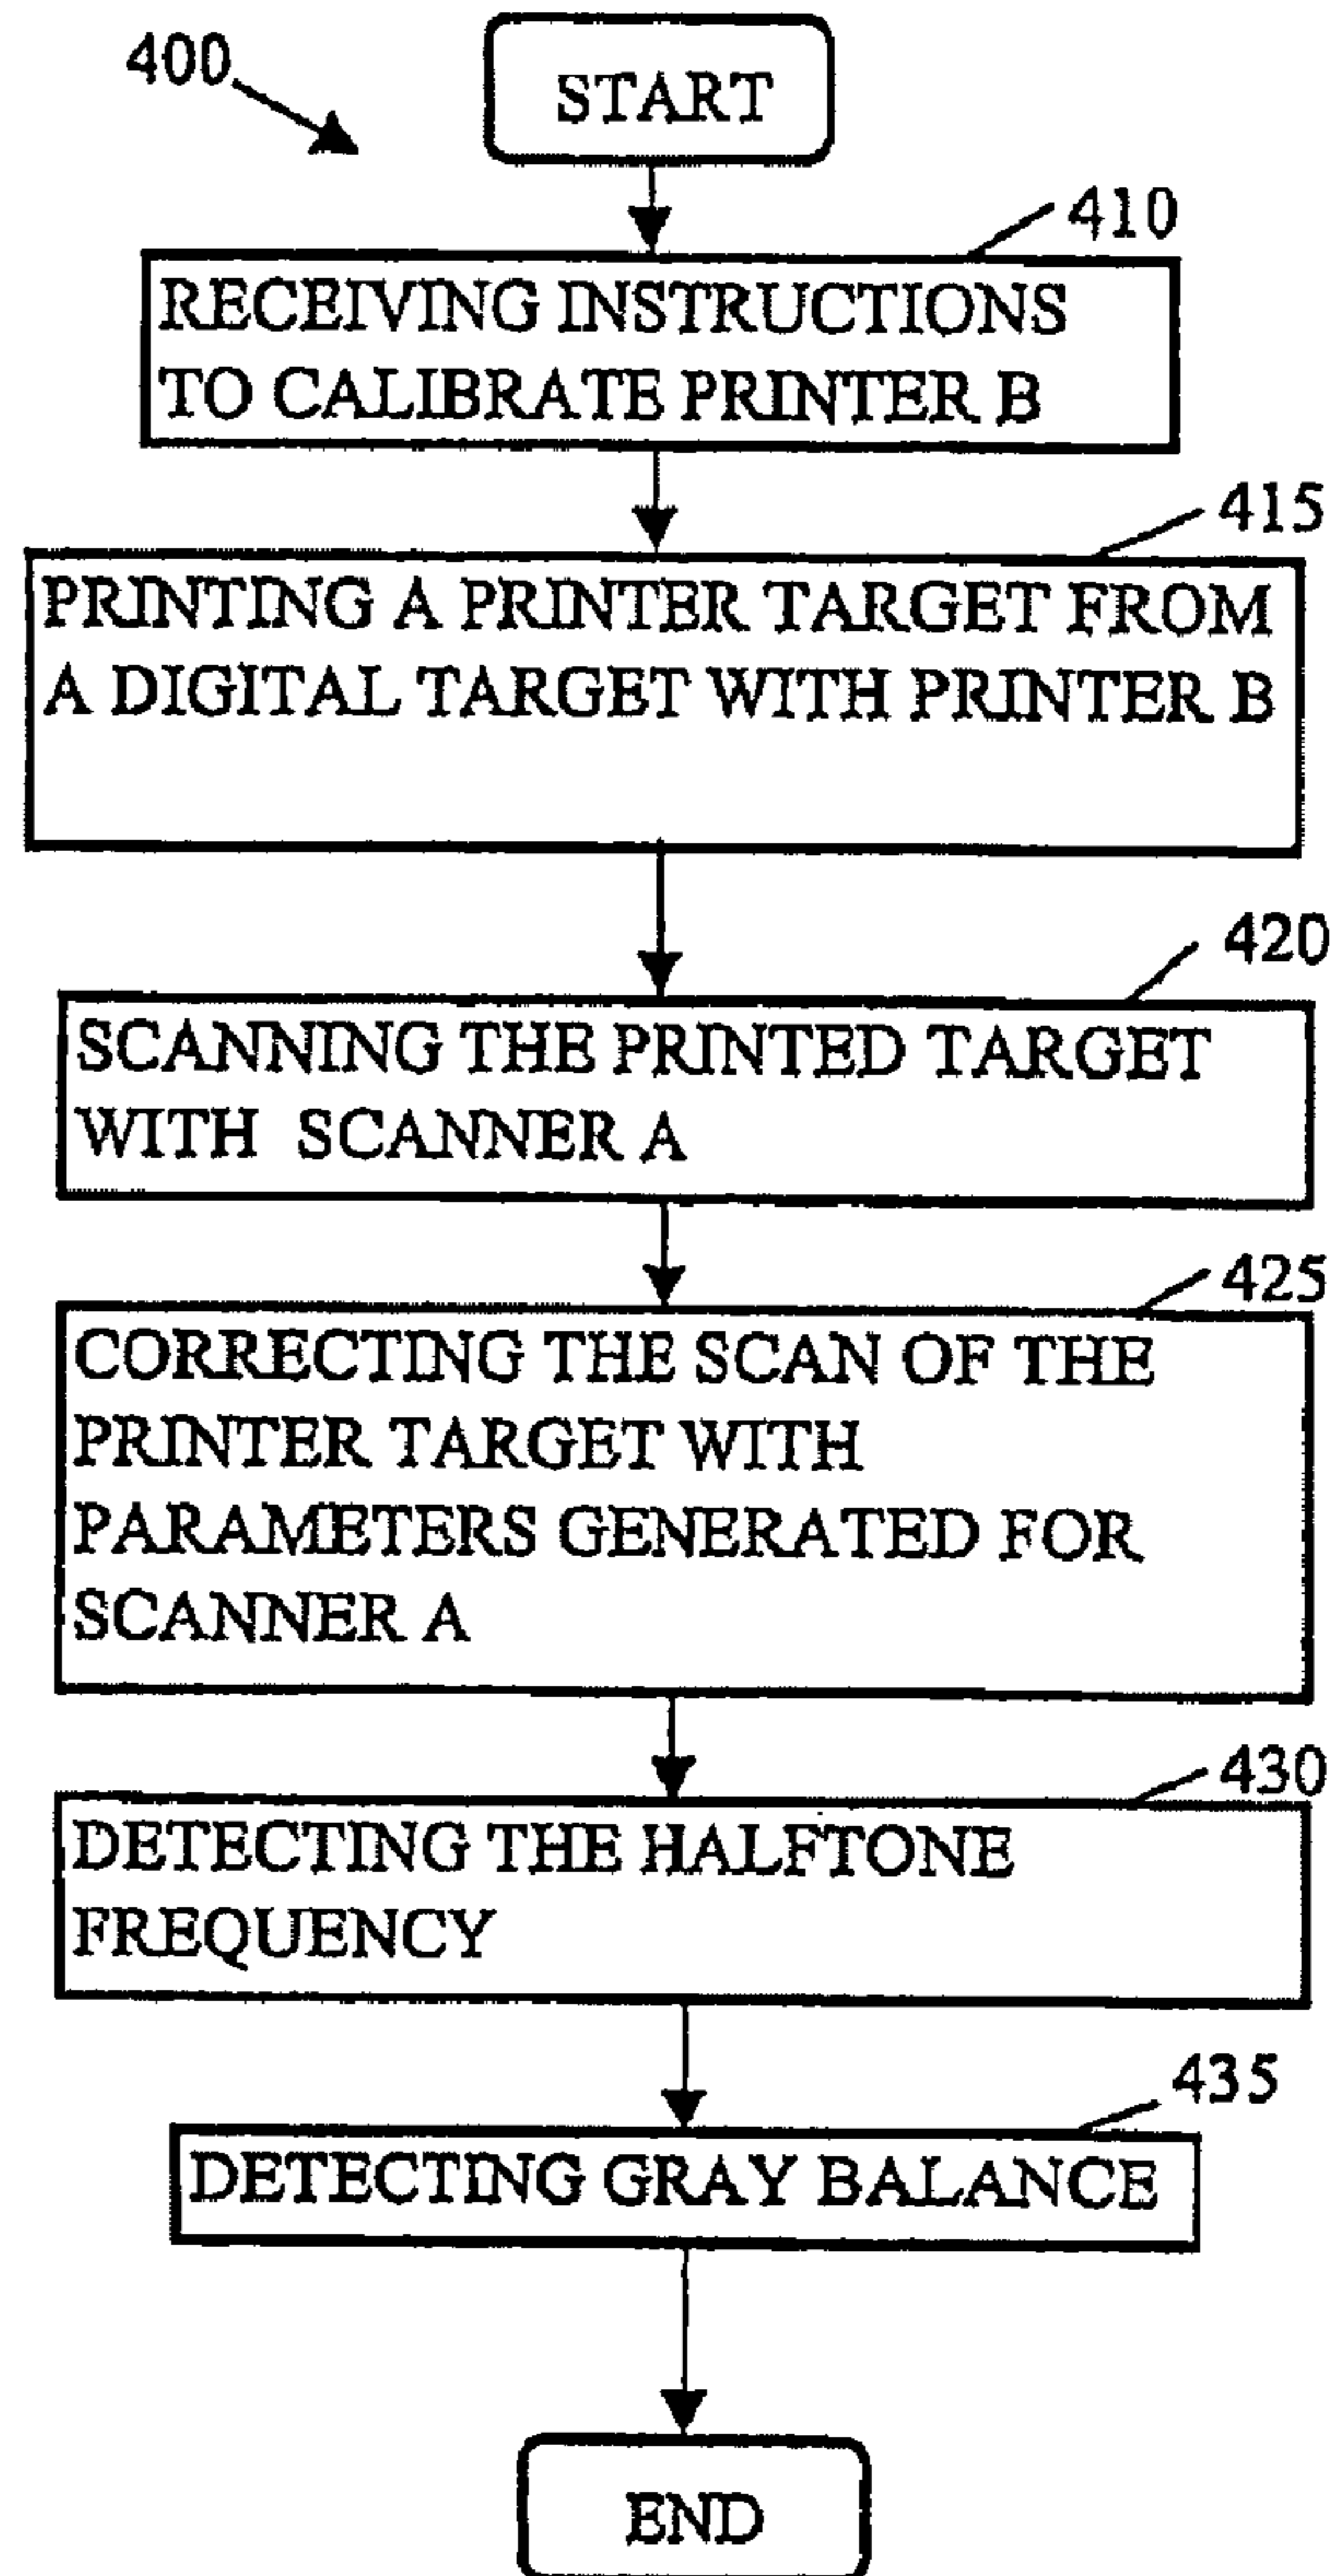 400
START
410
RECEIVING INSTRUCTIONS
TO CALIBRATE PRINTER B
415
PRINTING A PRINTER TARGET FROM
A DIGITAL TARGET WITH PRINTER B
420
SCANNING THE PRINTED TARGET
WITH SCANNER A
425
CORRECTING THE SCAN OF THE
PRINTER TARGET WITH
PARAMETERS GENERATED FOR
SCANNER A
430
DETECTING THE HALFTONE
FREQUENCY
435
DETECTING GRAY BALANCE
END